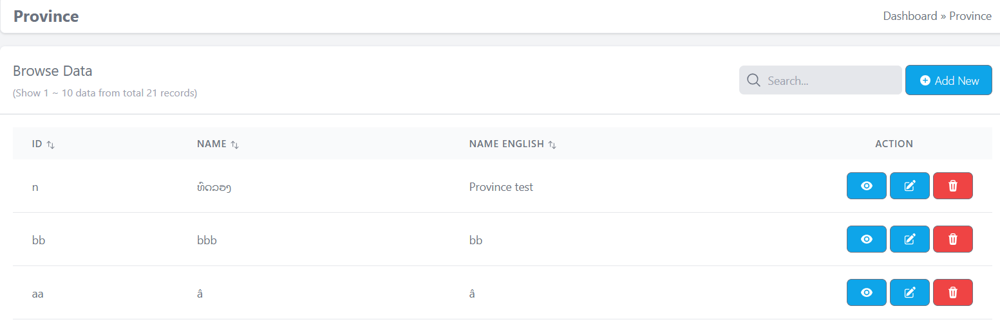 Province
Dashboard » Province
Browse Data
(Show 1 ~ 10 data from total 21 records)
Search...
Add New
ID NAME NAME ENGLISH ACTION
n ທົດລອງ Province test
bb bbb bb
aa â â